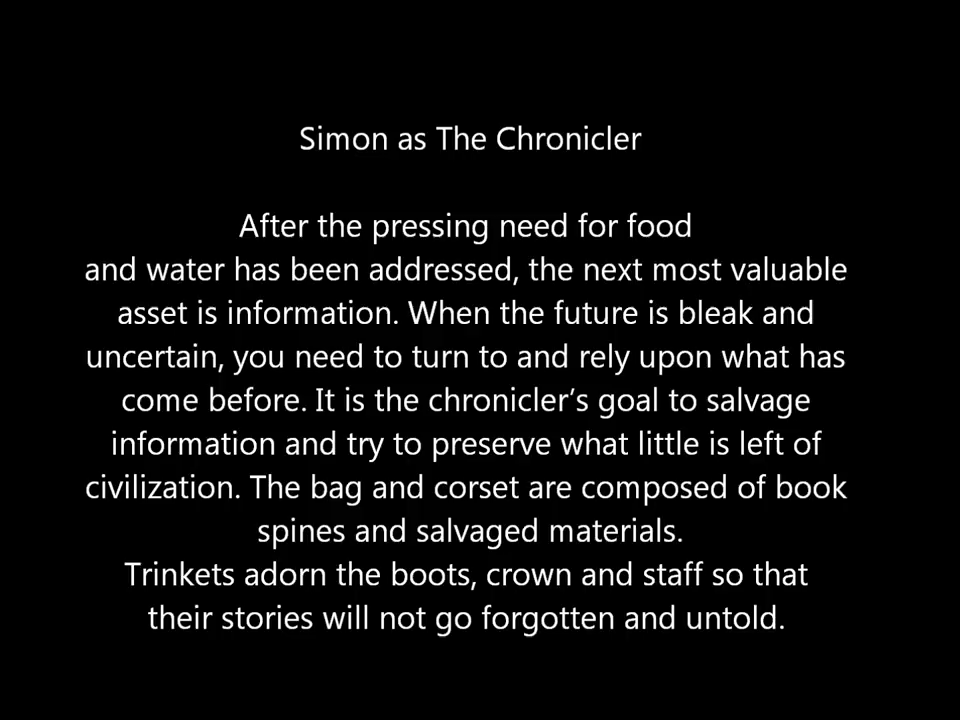 Simon as The Chronicler
After the pressing need for food
and water has been addressed, the next most valuable
asset is information. When the future is bleak and
uncertain, you need to turn to and rely upon what has
come before. It is the chronicler’s goal to salvage
information and try to preserve what little is left of
civilization. The bag and corset are composed of book
spines and salvaged materials.
Trinkets adorn the boots, crown and staff so that
their stories will not go forgotten and untold.